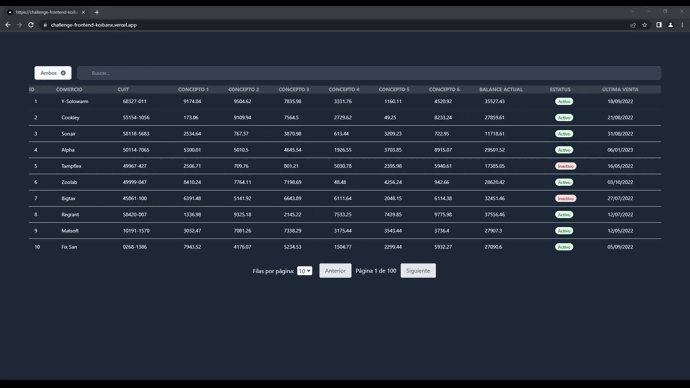 https://challenge-frontend-koiba
challenge-frontend-koibanx.vercel.app
Ambos
Buscar...
ID COMERCIO CUIT CONCEPTO 1 CONCEPTO 2 CONCEPTO 3 CONCEPTO 4 CONCEPTO 5 CONCEPTO 6 BALANCE ACTUAL ESTATUS ÚLTIMA VENTA
1 Y-Solowarm 68327-011 9174.04 9504.62 7835.98 3331.76 1160.11 4520.92 35527.43 Activo 18/09/2022
2 Cookley 55154-1056 173.06 9109.94 7564.5 2729.62 49.25 8233.24 27859.61 Activo 21/08/2022
3 Sonair 58118-5683 2534.64 767.37 3870.98 613.44 3209.23 722.95 11718.61 Activo 31/08/2022
4 Alpha 50114-7065 5300.01 5010.5 4645.54 1926.55 3703.85 8915.07 29501.52 Activo 06/01/2023
5 Tampflex 49967-427 2506.71 709.76 801.21 5030.78 2395.98 5940.61 17385.05 Inactivo 16/05/2022
6 Zoolab 49999-047 8410.24 7764.11 7198.69 48.48 4256.24 942.66 28620.42 Activo 03/10/2022
7 Bigtax 45861-100 6391.48 5141.92 6643.89 6111.64 2048.15 6114.38 32451.46 Inactivo 27/07/2022
8 Regrant 58420-007 1336.98 9325.18 2145.22 7533.25 7439.85 9775.98 37556.46 Activo 12/07/2022
9 Matsoft 10191-1570 3032.47 7081.26 7338.29 3175.44 3543.44 3736.4 27907.3 Activo 12/05/2022
10 Fix San 0268-1386 7943.52 4176.07 5234.53 1504.77 2299.44 5932.27 27090.6 Activo 05/09/2022
Filas por página: 10 Anterior Página 1 de 100 Siguiente